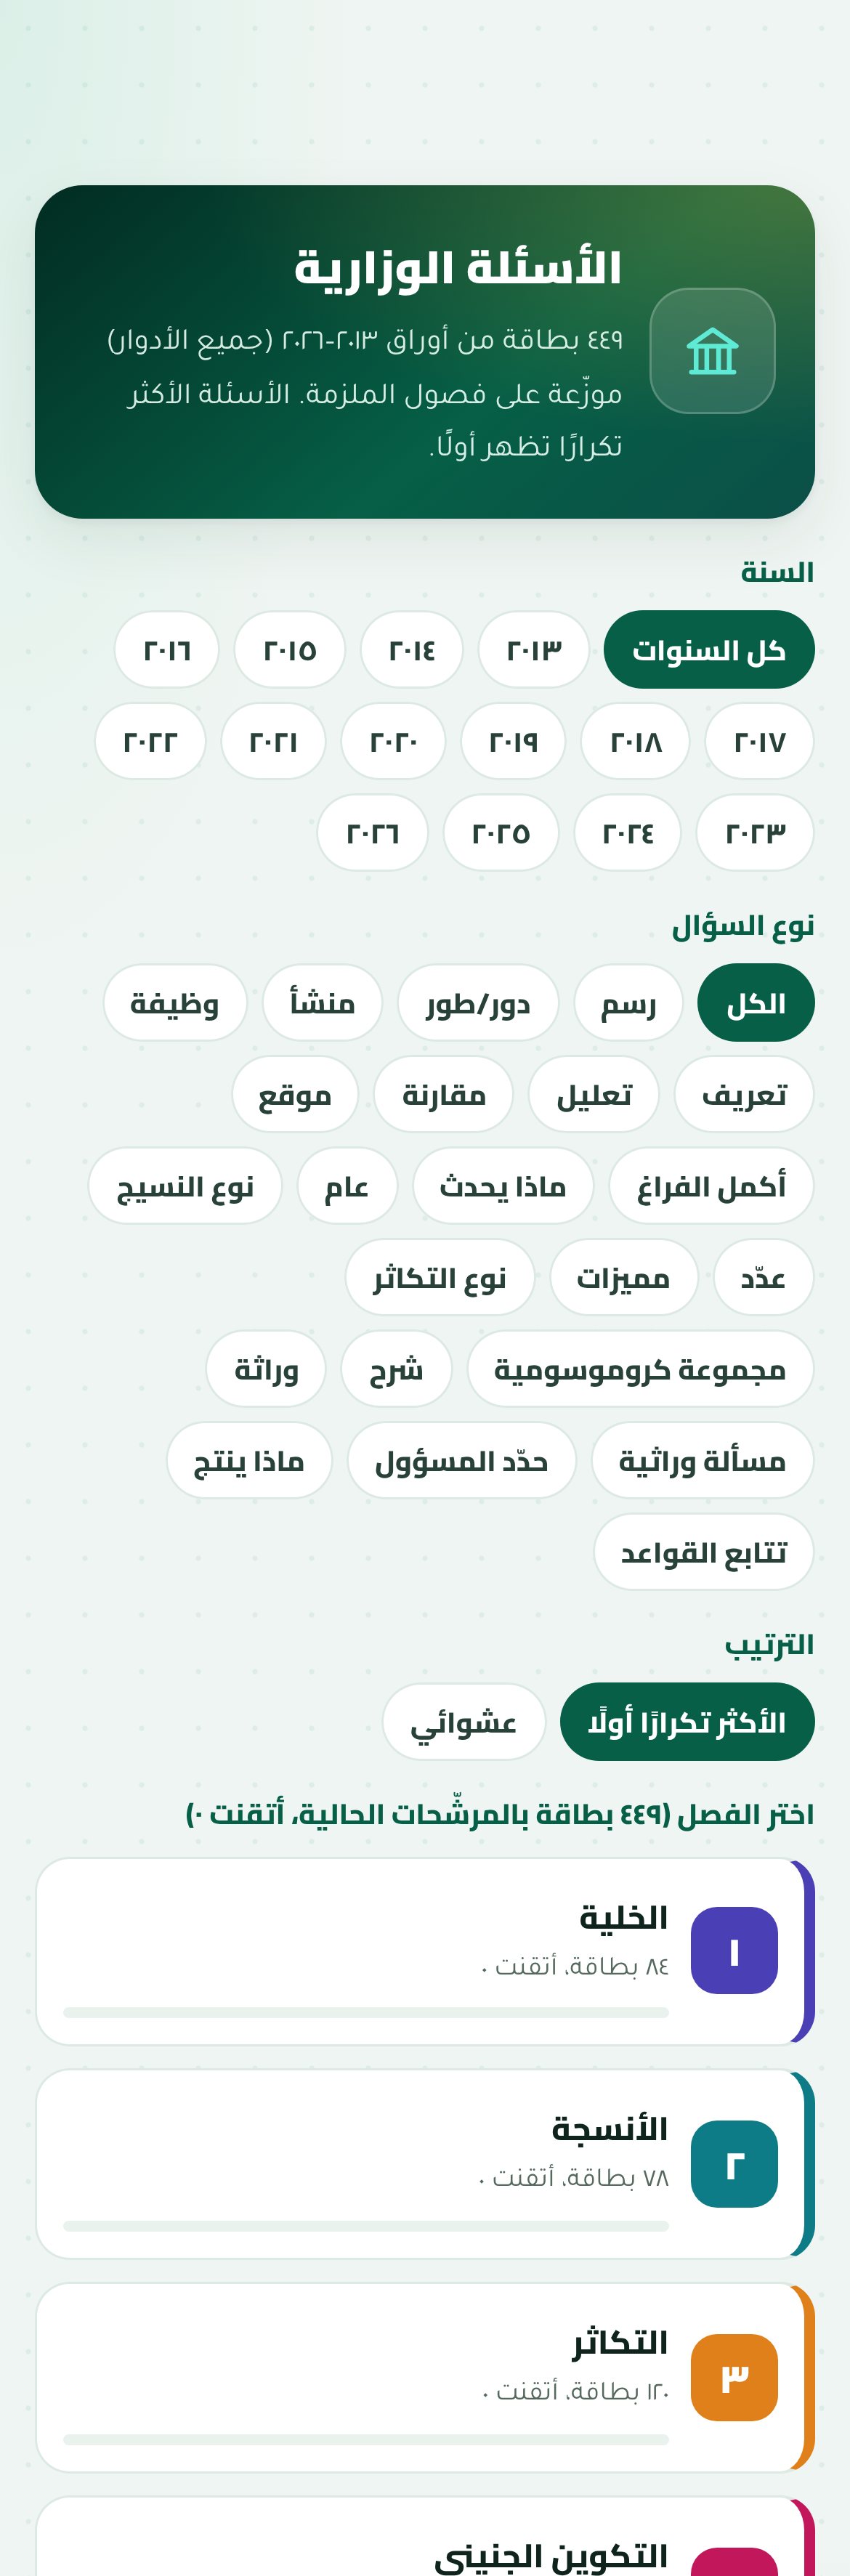 الأسئلة الوزارية
٤٤٩ بطاقة من أوراق ٢٠١٣-٢٠٢٦ (جميع الأدوار)
موزّعة على فصول الملزمة. الأسئلة الأكثر
تكرارًا تظهر أولًا.
السنة
كل السنوات ٢٠١٣ ٢٠١٤ ٢٠١٥ ٢٠١٦
٢٠١٧ ٢٠١٨ ٢٠١٩ ٢٠٢٠ ٢٠٢١ ٢٠٢٢
٢٠٢٣ ٢٠٢٤ ٢٠٢٥ ٢٠٢٦
نوع السؤال
الكل رسم دور/طور منشأ وظيفة
تعريف تعليل مقارنة موقع
أكمل الفراغ ماذا يحدث عام نوع النسيج
عدّد مميزات نوع التكاثر
مجموعة كروموسومية شرح وراثة
مسألة وراثية حدّد المسؤول ماذا ينتج
تتابع القواعد
الترتيب
الأكثر تكرارًا أولًا عشوائي
اختر الفصل (٤٤٩ بطاقة بالمرشّحات الحالية، أتقنت ٠)
١
الخلية
٨٤ بطاقة، أتقنت ٠
٢
الأنسجة
٧٨ بطاقة، أتقنت ٠
٣
التكاثر
١٢٠ بطاقة، أتقنت ٠
التكوين الجنيني